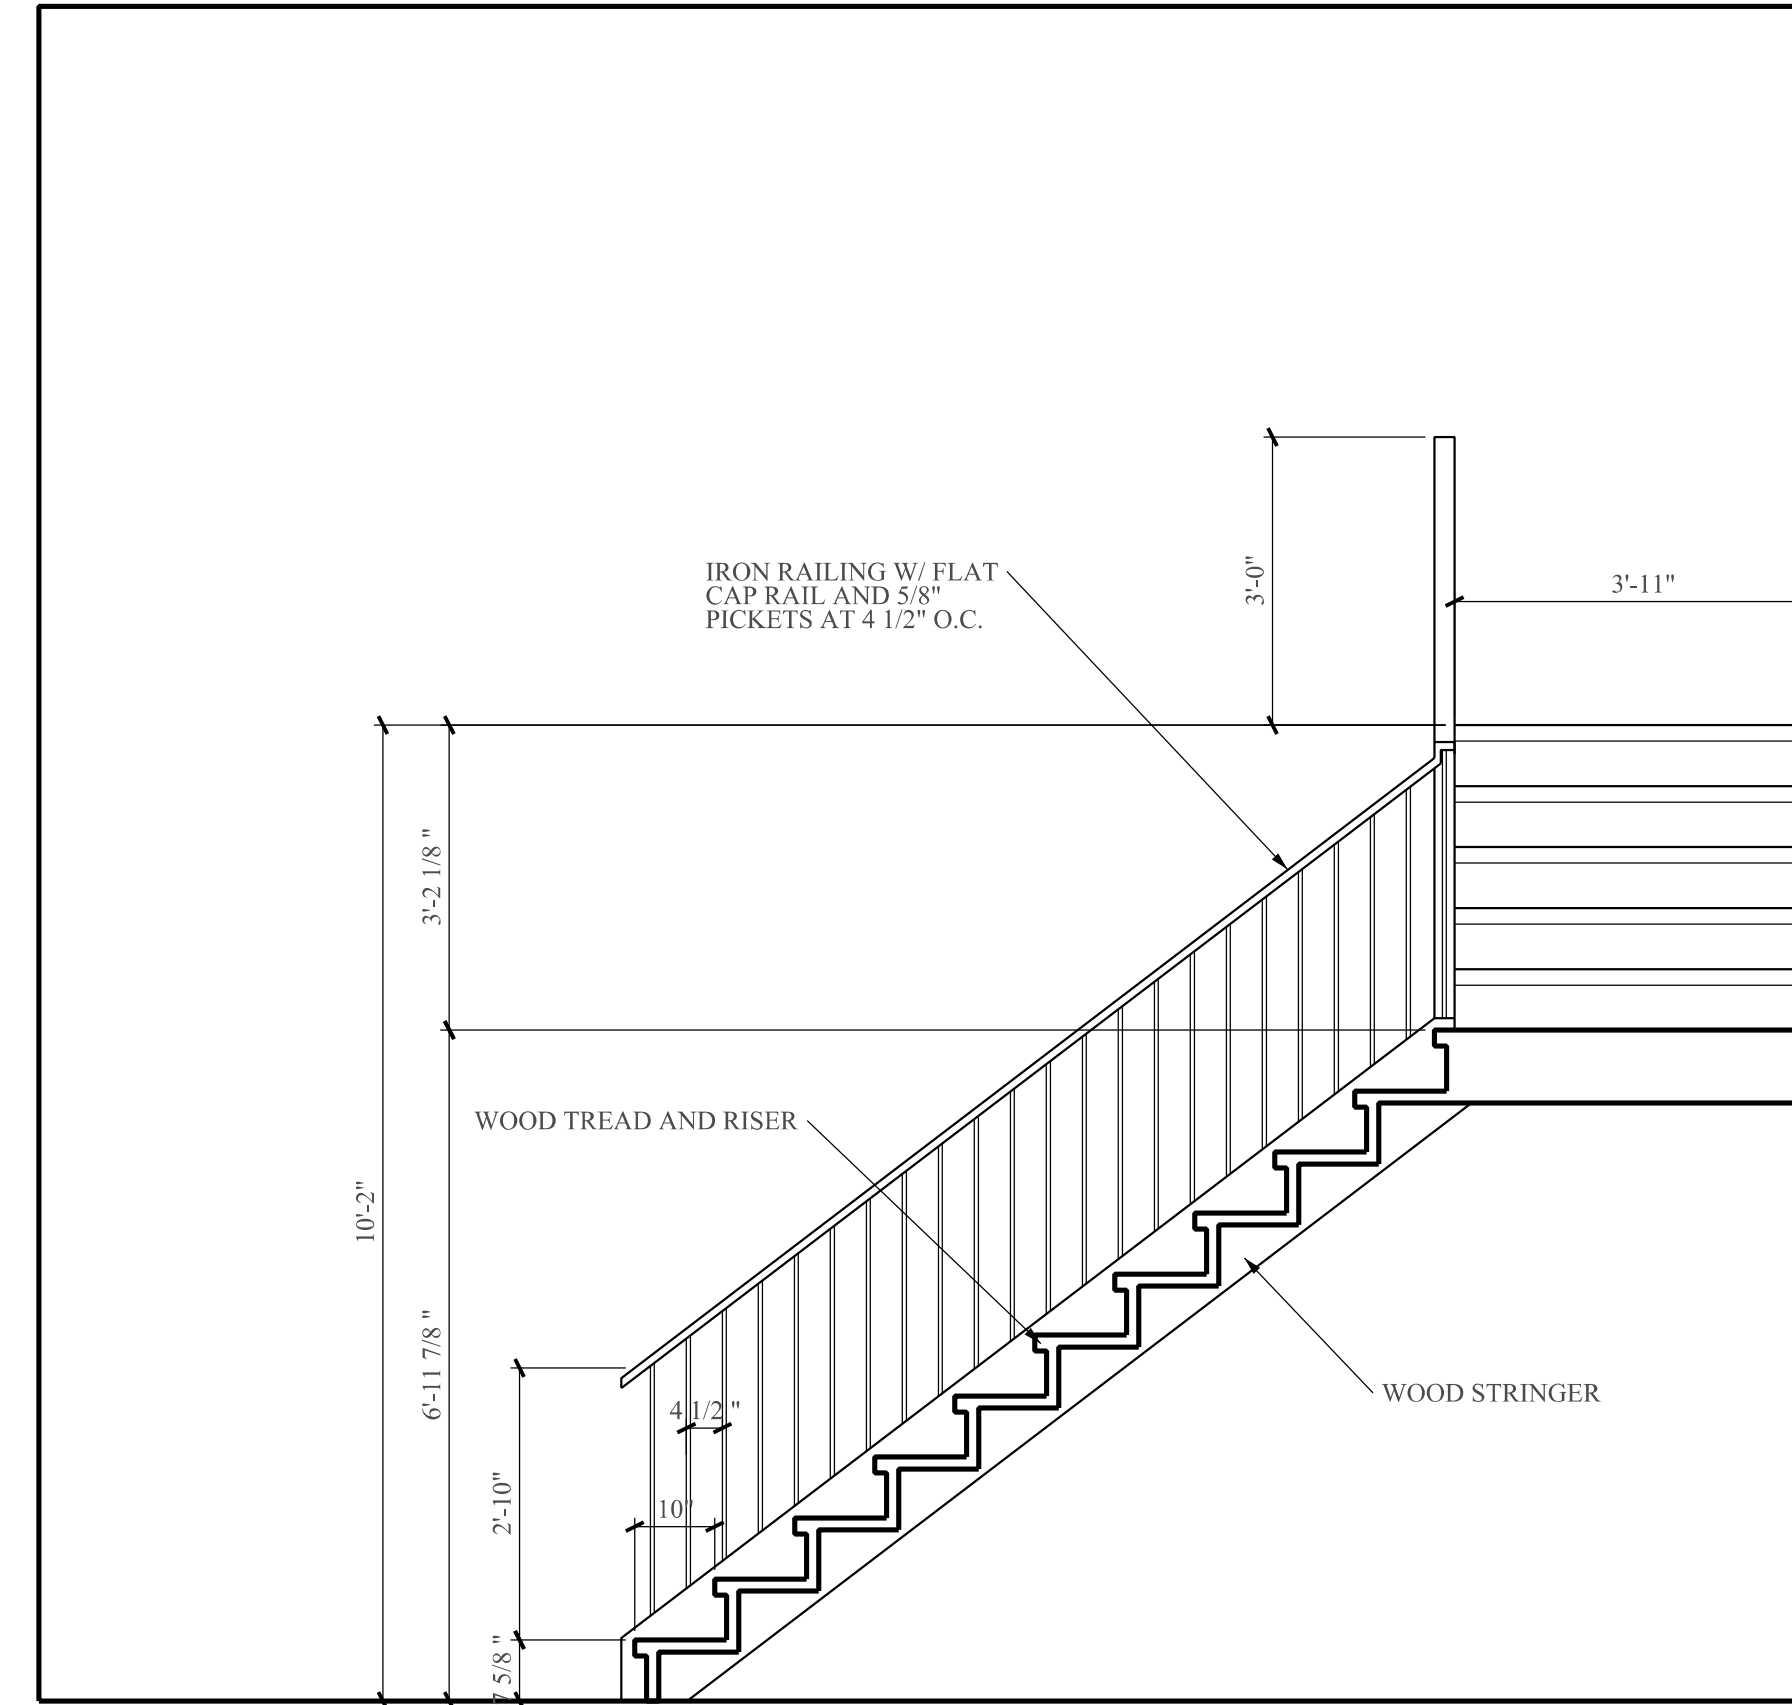 IRON RAILING W/ FLAT
CAP RAIL AND 5/8"
PICKETS AT 4 1/2" O.C.
3'-0"
3'-11"
3'-2 1/8 "
WOOD TREAD AND RISER
10'-2"
6'-11 7/8 "
4 1/2 "
WOOD STRINGER
2'-10"
10"
7 5/8 "